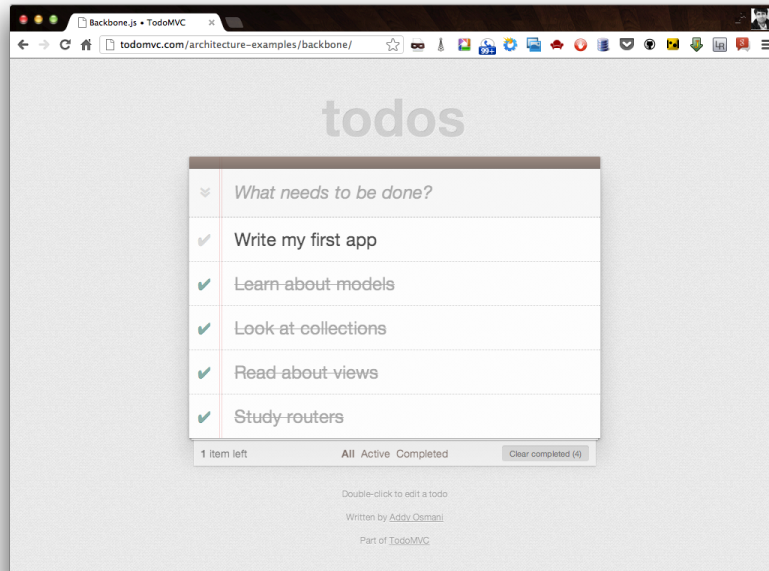 Backbone.js • TodoMVC
todomvc.com/architecture-examples/backbone/
99+
LR
todos
What needs to be done?
Write my first app
Learn about models
Look at collections
Read about views
Study routers
1 item left All Active Completed Clear completed (4)
Double-click to edit a todo
Written by Addy Osmani
Part of TodoMVC